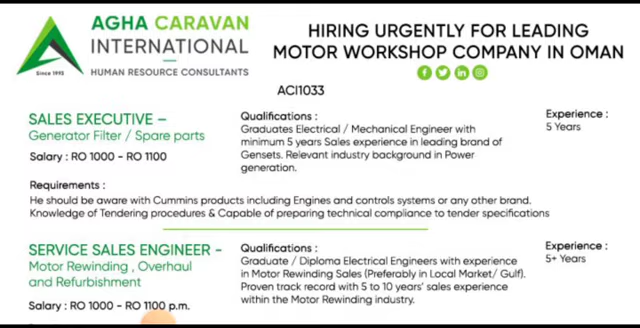 AGHA CARAVAN
INTERNATIONAL
Since 1993
HUMAN RESOURCE CONSULTANTS
HIRING URGENTLY FOR LEADING
MOTOR WORKSHOP COMPANY IN OMAN
ACI1033
SALES EXECUTIVE –
Generator Filter / Spare parts
Salary : RO 1000 - RO 1100
Qualifications :
Graduates Electrical / Mechanical Engineer with
minimum 5 years Sales experience in leading brand of
Gensets. Relevant industry background in Power
generation.
Experience :
5 Years
Requirements :
He should be aware with Cummins products including Engines and controls systems or any other brand.
Knowledge of Tendering procedures & Capable of preparing technical compliance to tender specifications
SERVICE SALES ENGINEER -
Motor Rewinding , Overhaul
and Refurbishment
Salary : RO 1000 - RO 1100 p.m.
Qualifications :
Graduate / Diploma Electrical Engineers with experience
in Motor Rewinding Sales (Preferably in Local Market/ Gulf).
Proven track record with 5 to 10 years' sales experience
within the Motor Rewinding industry.
Experience :
5+ Years